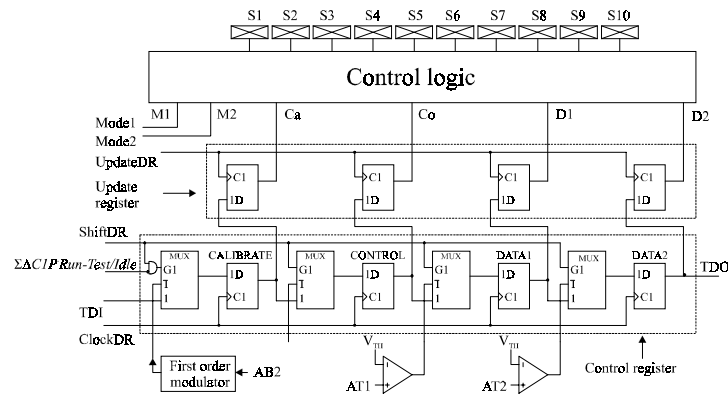 S1 S2 S3 S4 S5 S6 S7 S8 S9 S10
Control logic
M1 M2 Ca Co D1 D2
Mode1
Mode2
UpdateDR
C1 C1 C1 C1
1D 1D 1D 1D
Update
register
ShiftDR
MUX CALIBRATE MUX CONTROL MUX DATA1 MUX DATA2
ΣΔC1PRun-Test/Idle
G1 1D G1 1D G1 1D G1 1D
TDO
1 C1 1 C1 1 C1 1 C1
1 1 1 1
TDI
ClockDR
First order
modulator
AB2
VTH
AT1
VTH
AT2
Control register